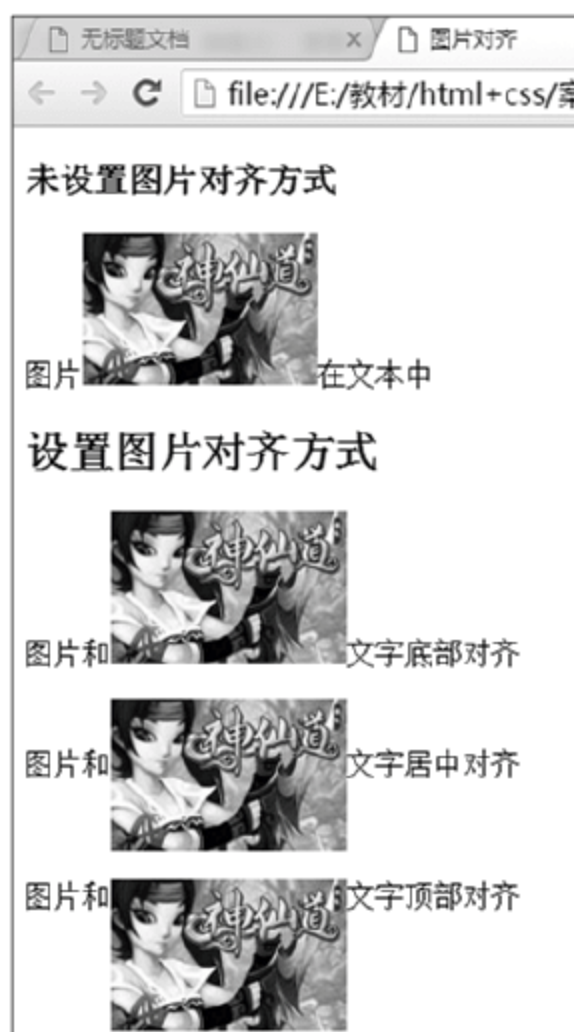 无标题文档 × 图片对齐
file:///E:/教材/html+css/
未设置图片对齐方式
神仙道
图片 在文本中
设置图片对齐方式
神仙道
图片和 文字底部对齐
神仙道
图片和 文字居中对齐
图片和 文字顶部对齐
神仙道